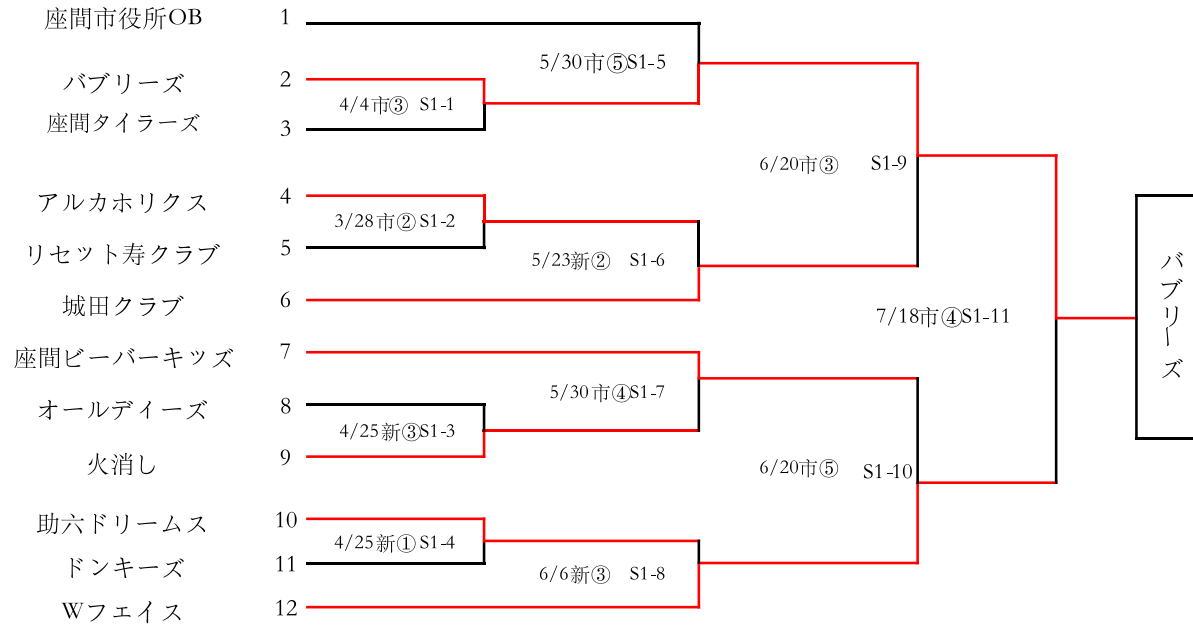 座間市役所OB 1
5/30市⑤S1-5
バブリーズ 2
4/4市③ S1-1
座間タイラーズ 3
6/20市③ S1-9
アルカホリクス 4
3/28市② S1-2
リセット寿クラブ 5
5/23新② S1-6
城田クラブ 6
バブリーズ
7/18市④S1-11
座間ビーバーキッズ 7
5/30市④S1-7
オールディーズ 8
4/25新③S1-3
火消し 9
6/20市⑤ S1-10
助六ドリームス 10
4/25新① S1-4
ドンキーズ 11
6/6新③ S1-8
Wフェイス 12